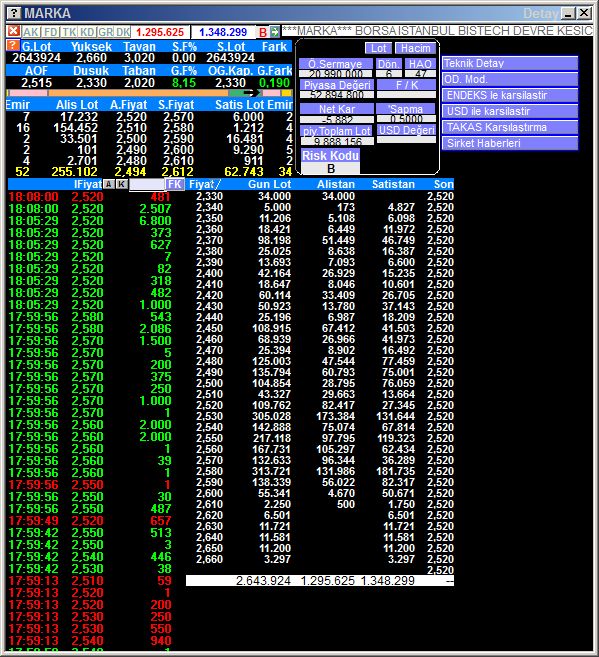 MARKA Detay
AK FD TK KD GR DK 1.295.625 1.348.299 B ***MARKA*** BORSA ISTANBUL BISTECH DEVRE KESIC
G.Lot Yuksek Tavan S.F% S.Lot Fark
2643924 2,660 3,020 0,00 2643924
AOF Dusuk Taban G.F% OG.Kap. G.Fark
2,515 2,330 2,020 8,15 2,330 0,190
Emir Alis Lot A.Fiyat S.Fiyat Satis Lot Emir
7 17.232 2,520 2,570 6.000 2
16 154.452 2,510 2,580 1.212 4
2 33.501 2,500 2,590 16.491 4
2 101 2,490 2,600 9.290 5
4 2.701 2,480 2,610 911 2
52 255.102 2,494 2,612 62.743 34
Lot Hacim
Ö.Sermaye Dön. HAO
20.990.000 6 47
Piyasa Değeri F / K
52.894.800
Net Kar 'Sapma
-5.882 0,5000
piy.Toplam Lot USD Değeri
9.888.156
Risk Kodu
B
Teknik Detay
OD. Mod.
ENDEKS le karsilastir
USD ile karsilastir
TAKAS Karsılaştırma
Sirket Haberleri
IFiyat A K FK
18:08:00 2,520 481
18:08:00 2,520 2.507
18:05:29 2,520 6.800
18:05:29 2,520 373
18:05:29 2,520 627
18:05:29 2,520 7
18:05:29 2,520 82
18:05:29 2,520 318
18:05:29 2,520 482
18:05:29 2,520 1.000
17:59:56 2,580 543
17:59:56 2,580 2.086
17:59:56 2,570 1.500
17:59:56 2,570 5
17:59:56 2,570 200
17:59:56 2,570 375
17:59:56 2,570 250
17:59:56 2,570 1.000
17:59:56 2,570 1
17:59:56 2,560 2.000
17:59:56 2,560 2.000
17:59:56 2,560 1
17:59:56 2,560 39
17:59:56 2,560 1
17:59:56 2,550 1
17:59:56 2,550 30
17:59:56 2,550 487
17:59:49 2,520 657
17:59:42 2,550 513
17:59:42 2,550 3
17:59:42 2,540 446
17:59:42 2,530 38
17:59:13 2,510 59
17:59:13 2,520 1
17:59:13 2,520 200
17:59:13 2,530 250
17:59:13 2,530 550
17:59:13 2,540 940
17:58:59 2,540 1
Fiyat/ Gun Lot Alistan Satistan Son
2,330 34.000 34.000 2,520
2,340 5.000 173 4.827 2,520
2,350 11.206 5.108 6.098 2,520
2,360 18.421 6.449 11.972 2,520
2,370 98.198 51.449 46.749 2,520
2,380 25.025 8.638 16.387 2,520
2,390 13.693 7.093 6.600 2,520
2,400 42.164 26.929 15.235 2,520
2,410 18.647 8.046 10.601 2,520
2,420 60.114 33.409 26.705 2,520
2,430 50.923 13.780 37.143 2,520
2,440 25.196 6.987 18.209 2,520
2,450 108.915 67.412 41.503 2,520
2,460 68.939 26.966 41.973 2,520
2,470 25.394 8.902 16.492 2,520
2,480 125.003 47.544 77.459 2,520
2,490 135.794 60.793 75.001 2,520
2,500 104.854 28.795 76.059 2,520
2,510 43.327 29.663 13.664 2,520
2,520 109.762 82.417 27.345 2,520
2,530 305.028 173.384 131.644 2,520
2,540 142.888 75.074 67.814 2,520
2,550 217.118 97.795 119.323 2,520
2,560 167.731 105.297 62.434 2,520
2,570 132.633 96.344 36.289 2,520
2,580 313.721 131.986 181.735 2,520
2,590 138.339 56.022 82.317 2,520
2,600 55.341 4.670 50.671 2,520
2,610 2.250 500 1.750 2,520
2,620 6.501 6.501 2,520
2,630 11.721 11.721 2,520
2,640 11.581 11.581 2,520
2,650 11.200 11.200 2,520
2,660 3.297 3.297 2,520
2,520
2.643.924 1.295.625 1.348.299 --